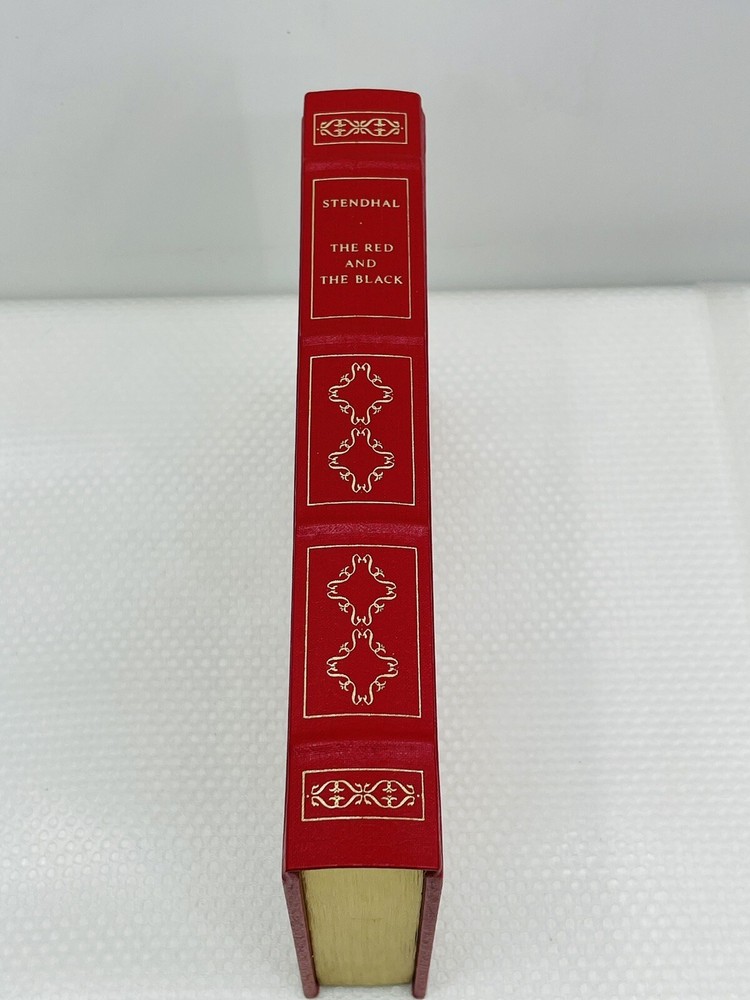 STENDHAL
THE RED
AND
THE BLACK